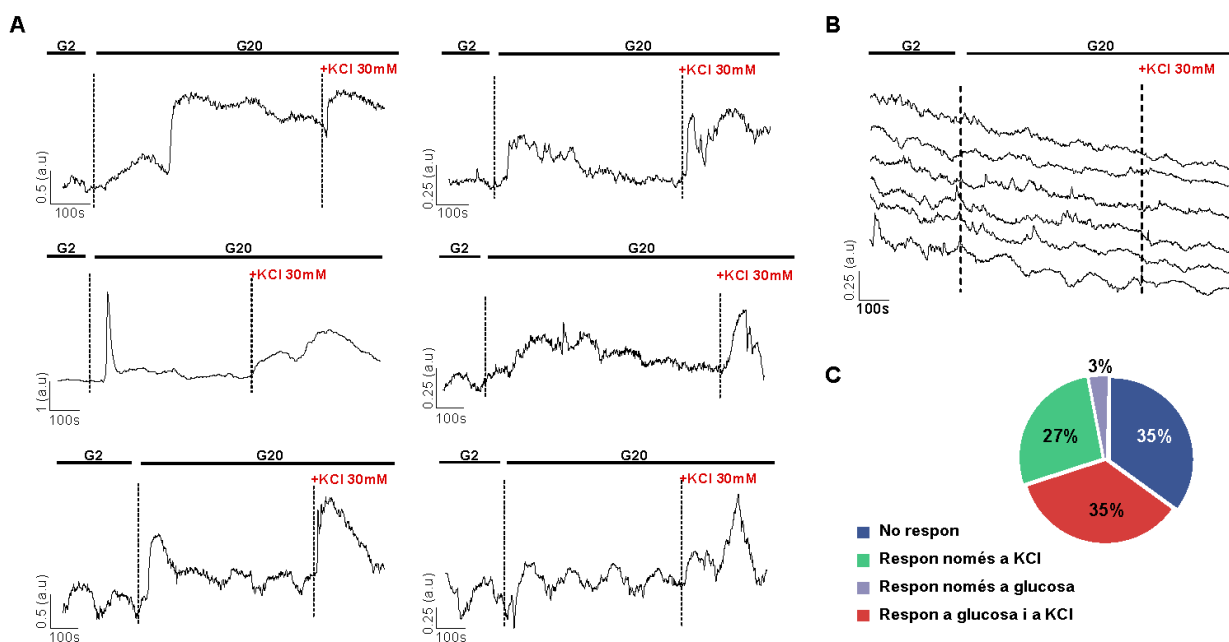 A
G2 G20
+KCl 30mM
0.5 (a.u)
100s
G2 G20
+KCl 30mM
0.25 (a.u)
100s
G2 G20
+KCl 30mM
1 (a.u)
100s
G2 G20
+KCl 30mM
0.25 (a.u)
100s
G2 G20
+KCl 30mM
0.5 (a.u)
100s
G2 G20
+KCl 30mM
0.25 (a.u)
100s
B
G2 G20
+KCl 30mM
0.25 (a.u)
100s
C
3%
27%
35%
35%
No respon
Respon només a KCl
Respon només a glucosa
Respon a glucosa i a KCl